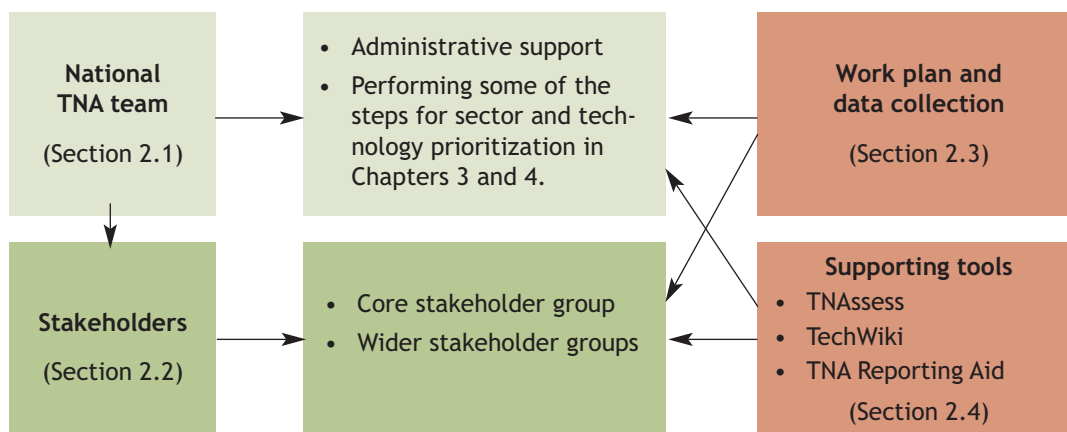 National
TNA team
(Section 2.1)
• Administrative support
• Performing some of the
steps for sector and tech-
nology prioritization in
Chapters 3 and 4.
Work plan and
data collection
(Section 2.3)
Stakeholders
(Section 2.2)
• Core stakeholder group
• Wider stakeholder groups
Supporting tools
• TNAssess
• TechWiki
• TNA Reporting Aid
(Section 2.4)